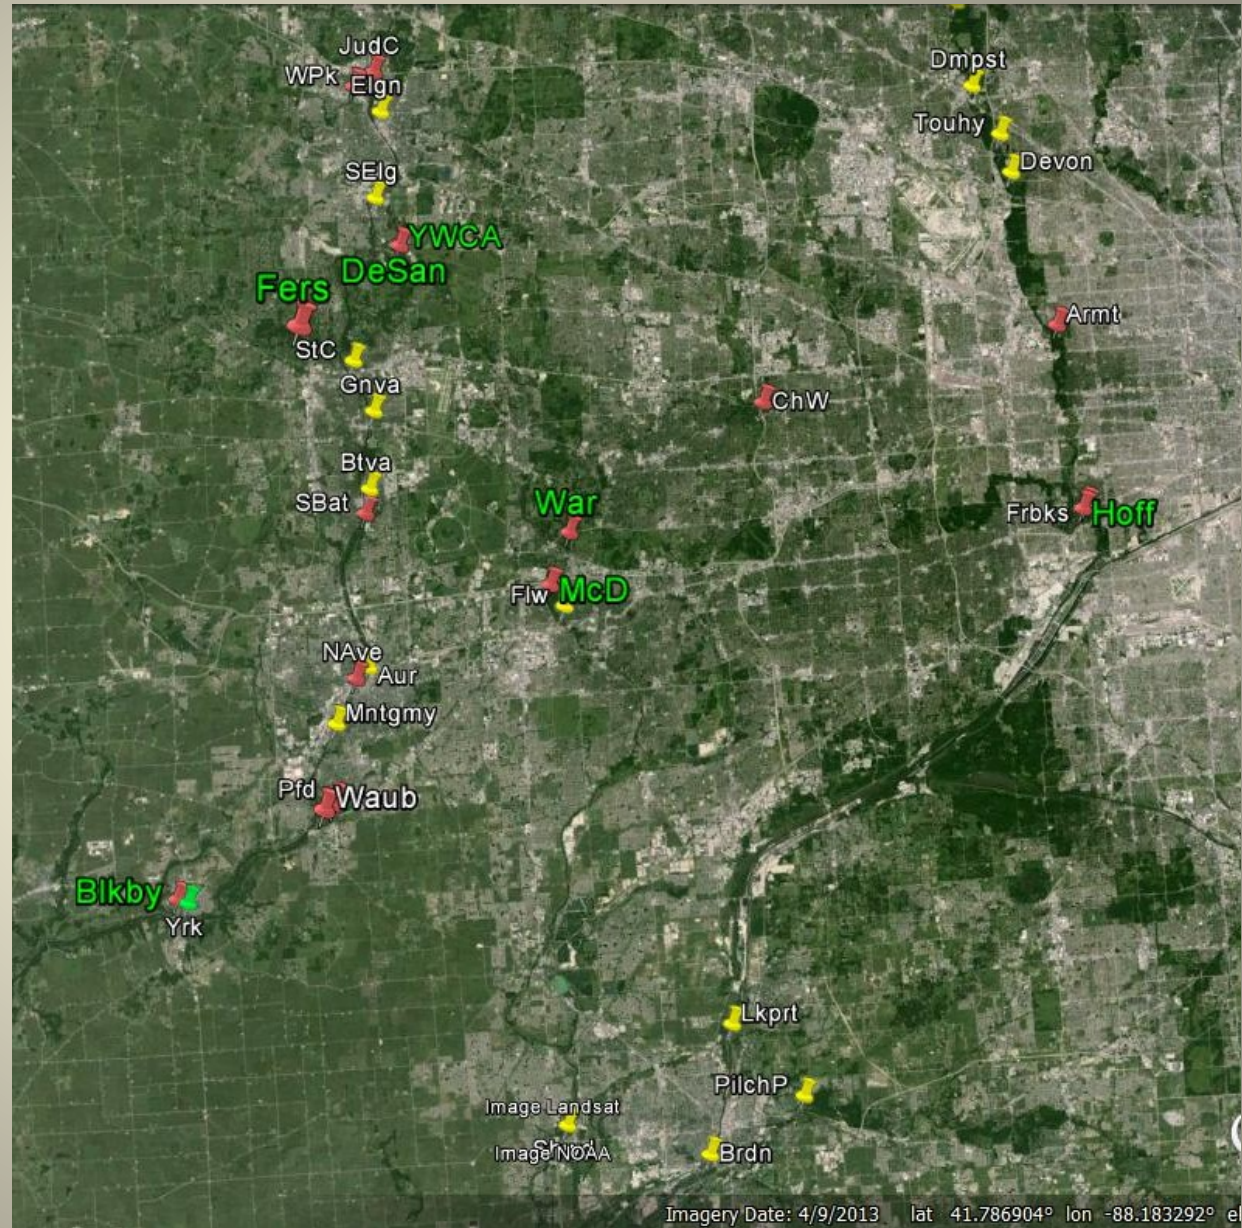 JudC
Dmpst
WPk
Elgn
Touhy
Devon
SElg
YWCA
DeSan
Fers
Armt
StC
Gnva
ChW
Btva
SBat
War
Frbks
Hoff
Flw
McD
NAve
Aur
Mntgmy
Pfd
Waub
Blkby
Yrk
Lkprt
PilchP
Image Landsat
Image NOAA
Brdn
Imagery Date: 4/9/2013 lat 41.786904° lon -88.183292°